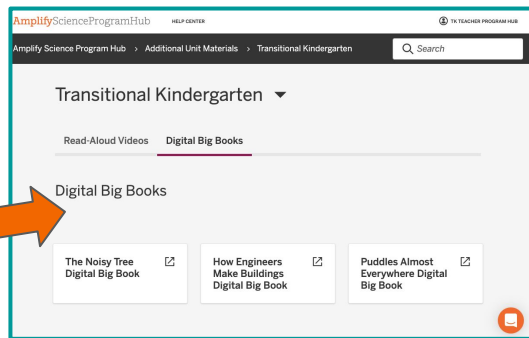 AmplifyScienceProgramHub HELP CENTER TK TEACHER PROGRAM HUB
Amplify Science Program Hub > Additional Unit Materials > Transitional Kindergarten Search
Transitional Kindergarten
Read-Aloud Videos Digital Big Books
Digital Big Books
The Noisy Tree
Digital Big Book
How Engineers
Make Buildings
Digital Big Book
Puddles Almost
Everywhere Digital
Big Book